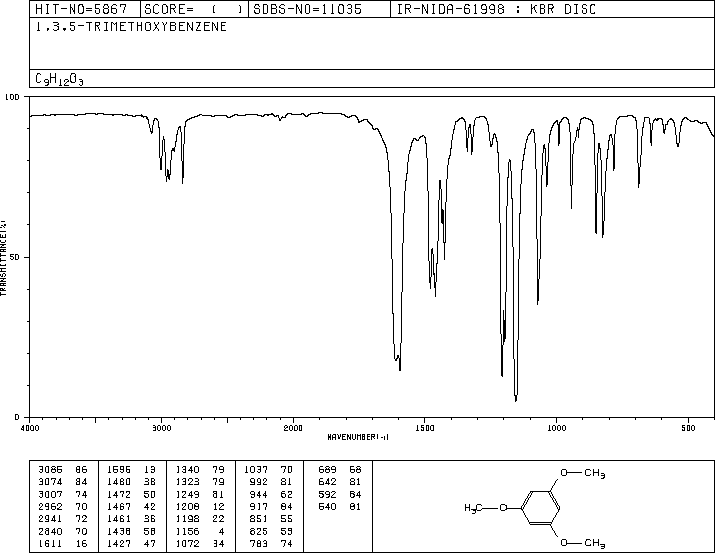 HIT-NO=5867 SCORE= ( ) SDBS-NO=11035 IR-NIDA-61998 : KBR DISC
1,3,5-TRIMETHOXYBENZENE
C9H12O3
100
50
0
TRANSMITTANCE(%)
4000 3000 2000 1500 1000 500
WAVENUMBER(-1)
3085 86 1595 13 1340 79 1037 70 689 68
3074 84 1480 38 1323 79 992 81 642 81
3007 74 1472 50 1249 81 944 62 592 84
2962 70 1467 42 1208 12 917 84 540 81
2941 72 1461 36 1198 22 851 55
2840 70 1438 58 1156 4 825 53
1611 16 1427 47 1072 34 783 74
O CH3
H3C O
O CH3